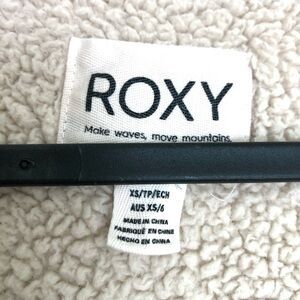 ROXY
Make waves, move mountains.
XS/TP/ECH
AUS XS/6
MADE IN CHINA
FABRIQUÉ EN CHINE
HECHO EN CHINA